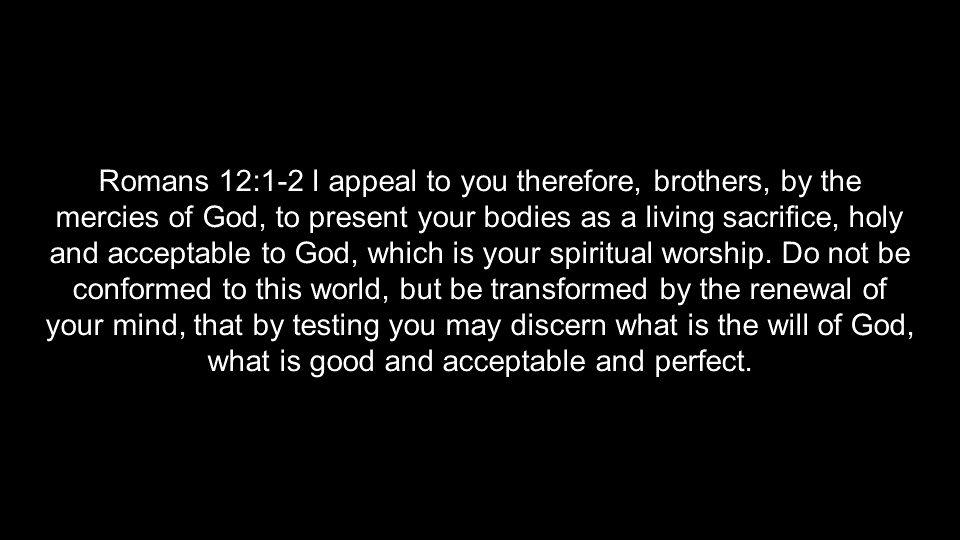 Romans 12:1-2 I appeal to you therefore, brothers, by the
mercies of God, to present your bodies as a living sacrifice, holy
and acceptable to God, which is your spiritual worship. Do not be
conformed to this world, but be transformed by the renewal of
your mind, that by testing you may discern what is the will of God,
what is good and acceptable and perfect.